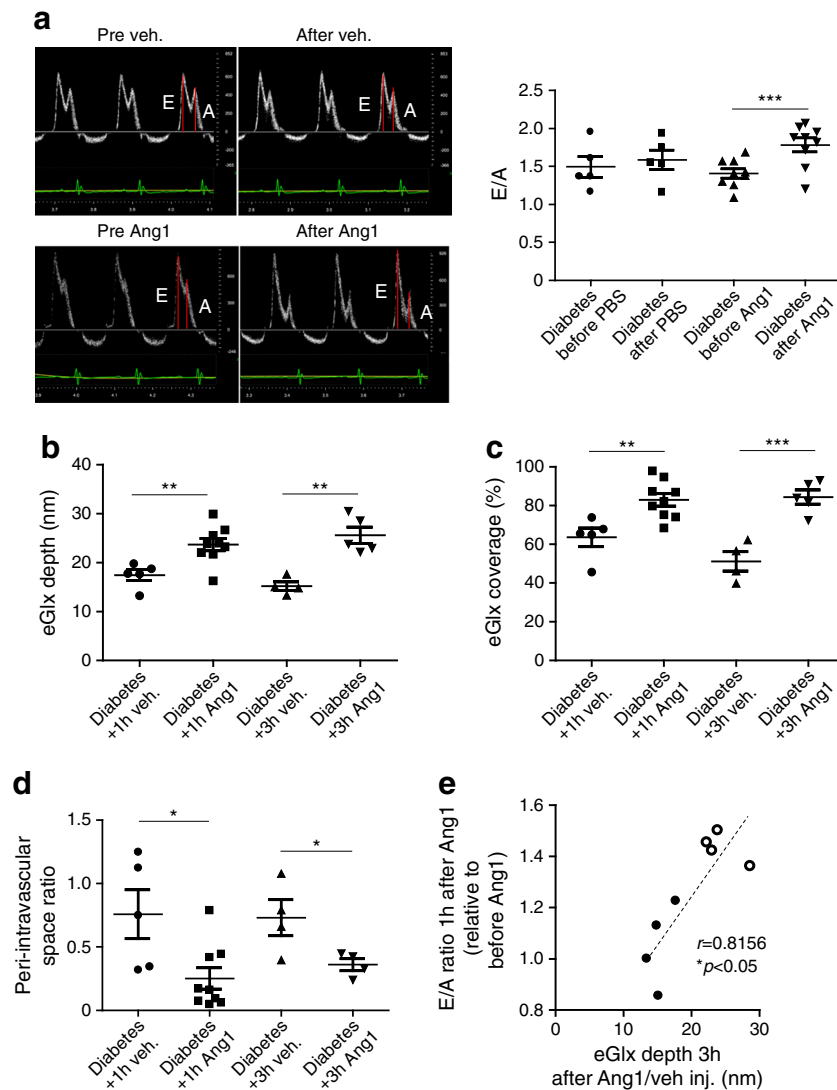 a
Pre veh.
After veh.
E
A
E
A
Pre Ang1
After Ang1
E
A
E
A
E/A
2.5
2.0
1.5
1.0
0.5
0
***
Diabetes
before PBS
Diabetes
after PBS
Diabetes
before Ang1
Diabetes
after Ang1
b
eGlx depth (nm)
40
30
20
10
0
**
**
Diabetes
+1h veh.
Diabetes
+1h Ang1
Diabetes
+3h veh.
Diabetes
+3h Ang1
c
eGlx coverage (%)
100
80
60
40
20
0
**
***
Diabetes
+1h veh.
Diabetes
+1h Ang1
Diabetes
+3h veh.
Diabetes
+3h Ang1
d
Peri-intravascular
space ratio
1.5
1.0
0.5
0
*
*
Diabetes
+1h veh.
Diabetes
+1h Ang1
Diabetes
+3h veh.
Diabetes
+3h Ang1
e
E/A ratio 1h after Ang1
(relative to
before Ang1)
1.6
1.4
1.2
1.0
0.8
r=0.8156
*p<0.05
0 10 20 30
eGlx depth 3h
after Ang1/veh inj. (nm)